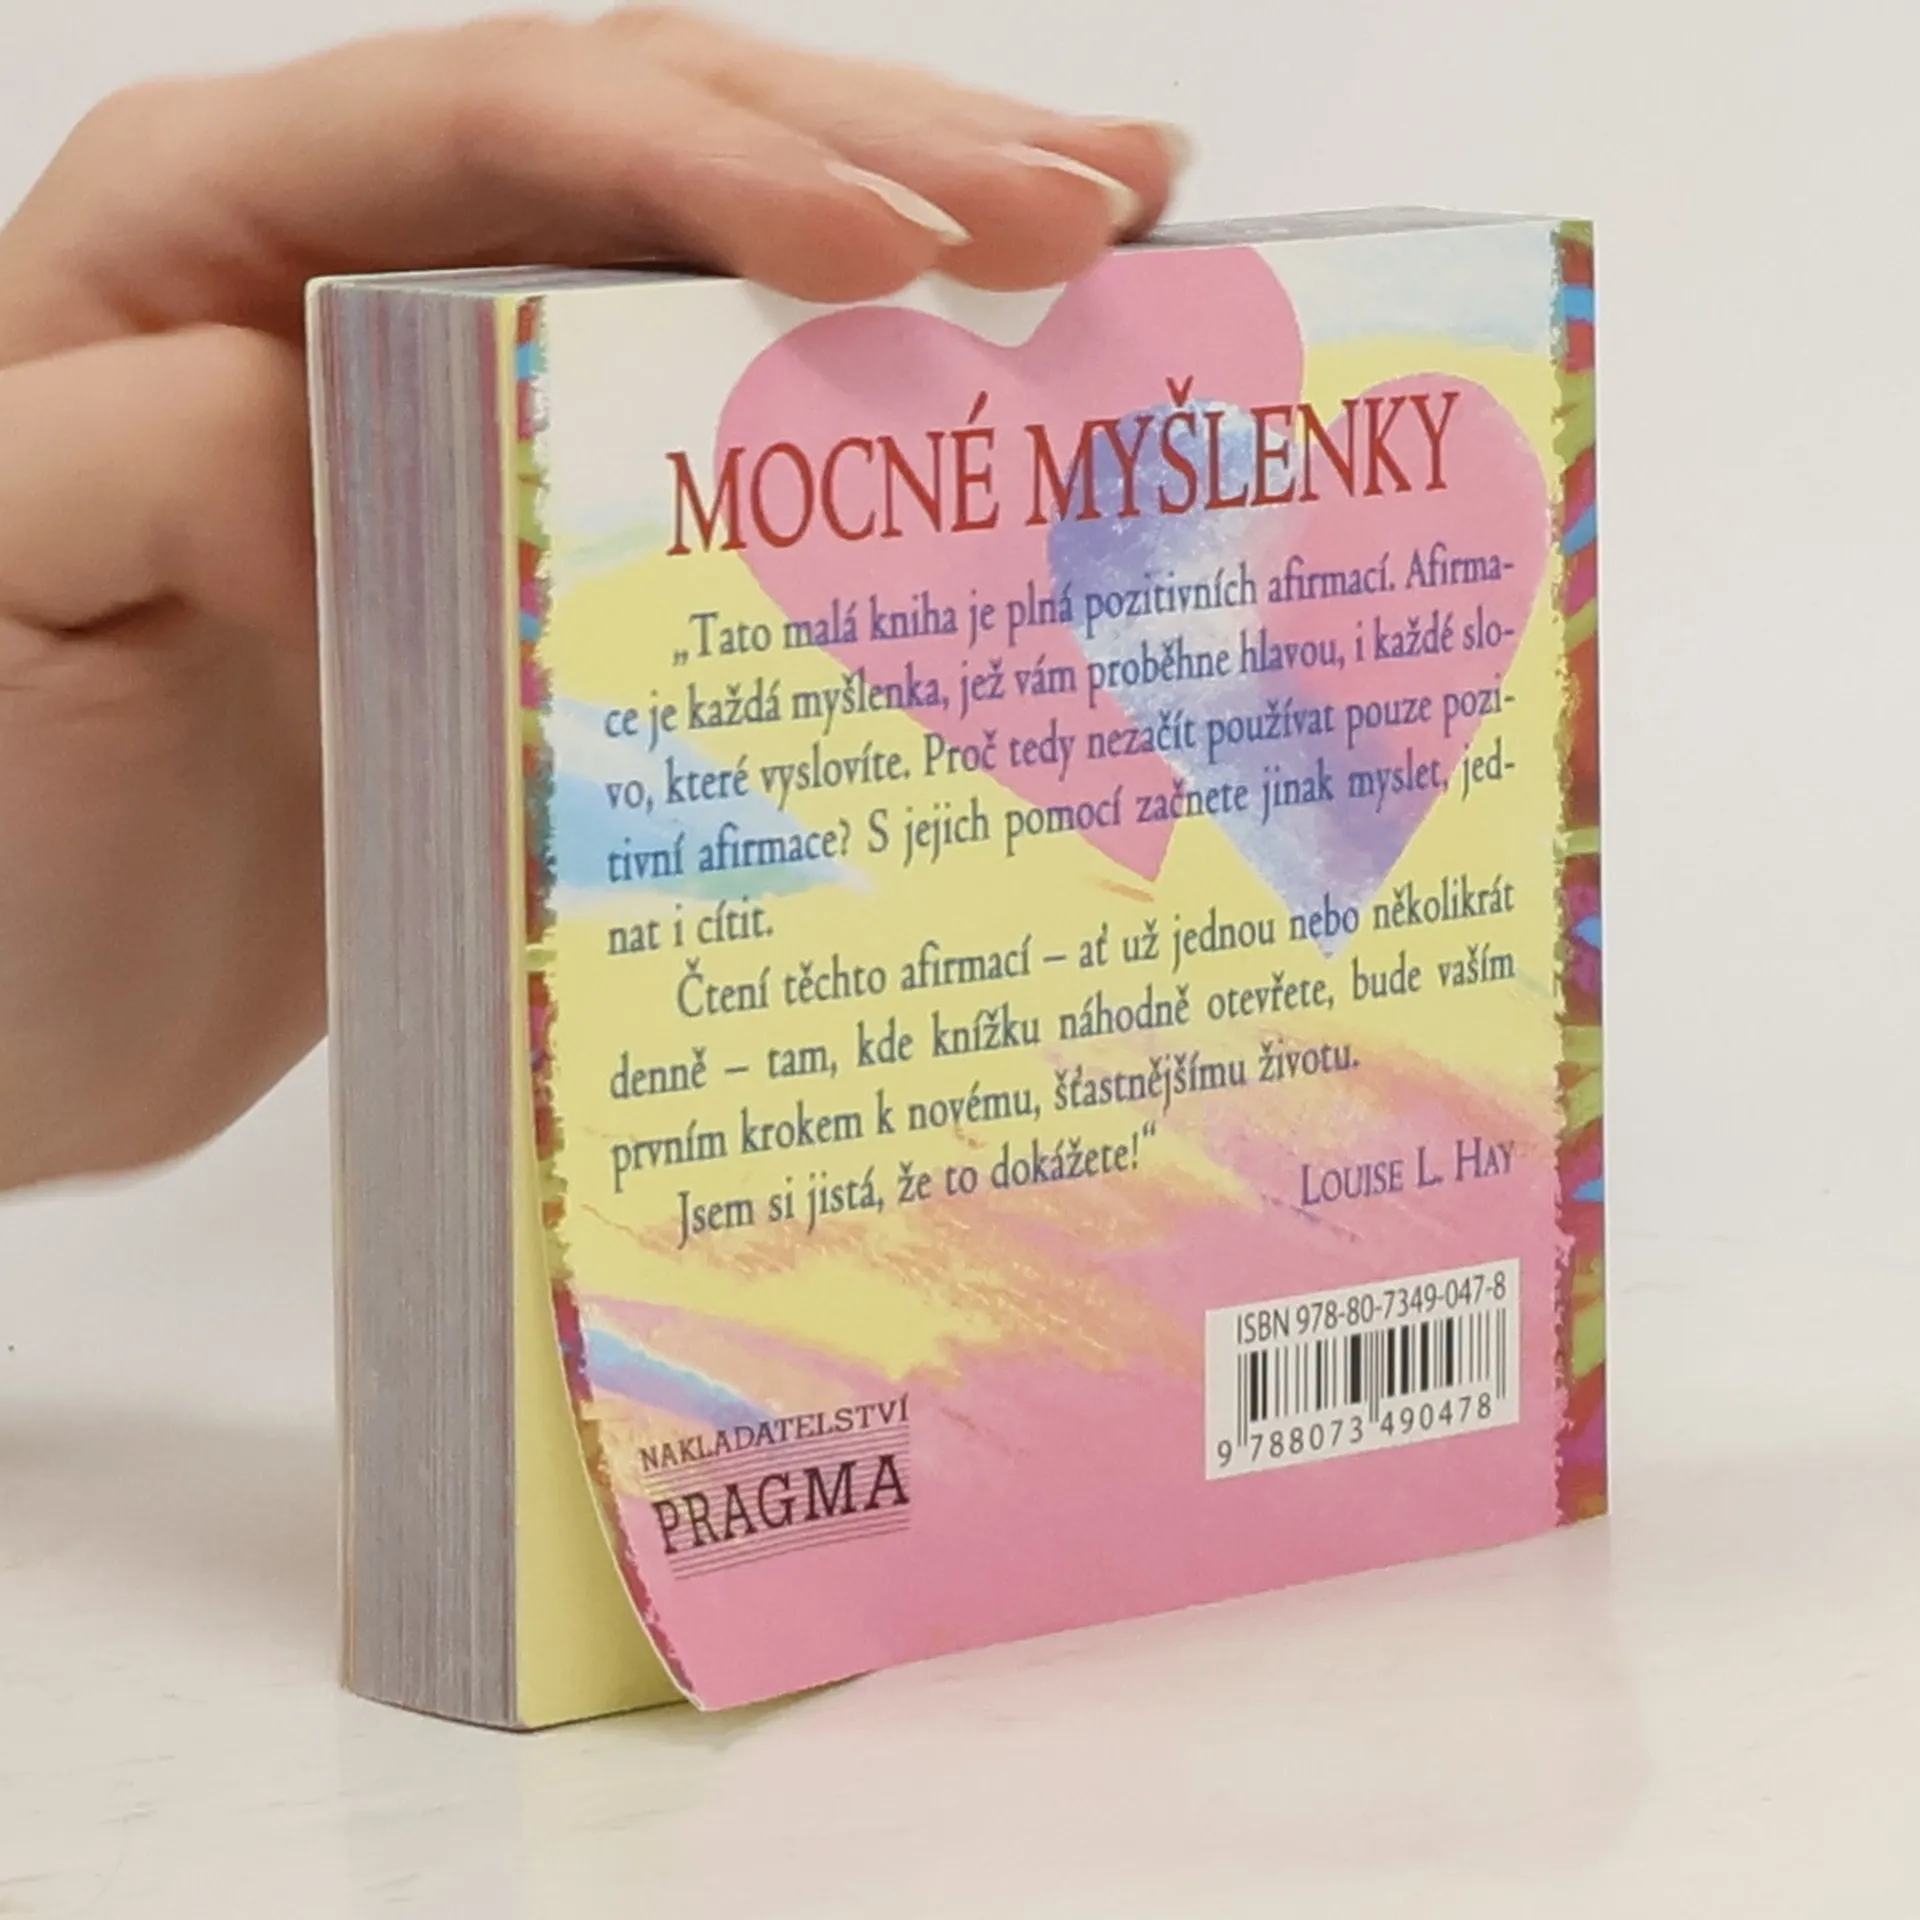 MOCNÉ MYŠLENKY
„Tato malá kniha je plná pozitivních afirmací. Afirma-
ce je každá myšlenka, jež vám proběhne hlavou, i každé slo-
vo, které vyslovíte. Proč tedy nezačít používat pouze pozi-
tivní afirmace? S jejich pomocí začnete jinak myslet, jed-
nat i cítit.
Čtení těchto afirmací – ať už jednou nebo několikrát
denně – tam, kde knížku náhodně otevřete, bude vaším
prvním krokem k novému, šťastnějšímu životu.
Jsem si jistá, že to dokážete!“
LOUISE L. HAY
ISBN 978-80-7349-047-8
9 788073 490478
NAKLADATELSTVÍ
PRAGMA